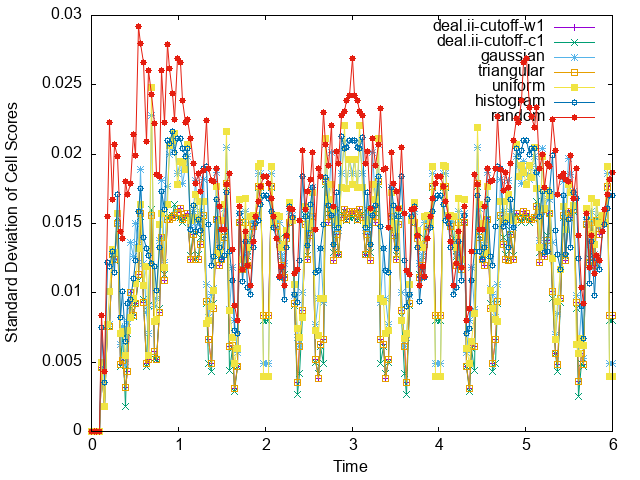 0.03
0.025
0.02
0.015
0.01
0.005
0
Standard Deviation of Cell Scores
deal.ii-cutoff-w1
deal.ii-cutoff-c1
gaussian
triangular
uniform
histogram
random
0 1 2 3 4 5 6
Time